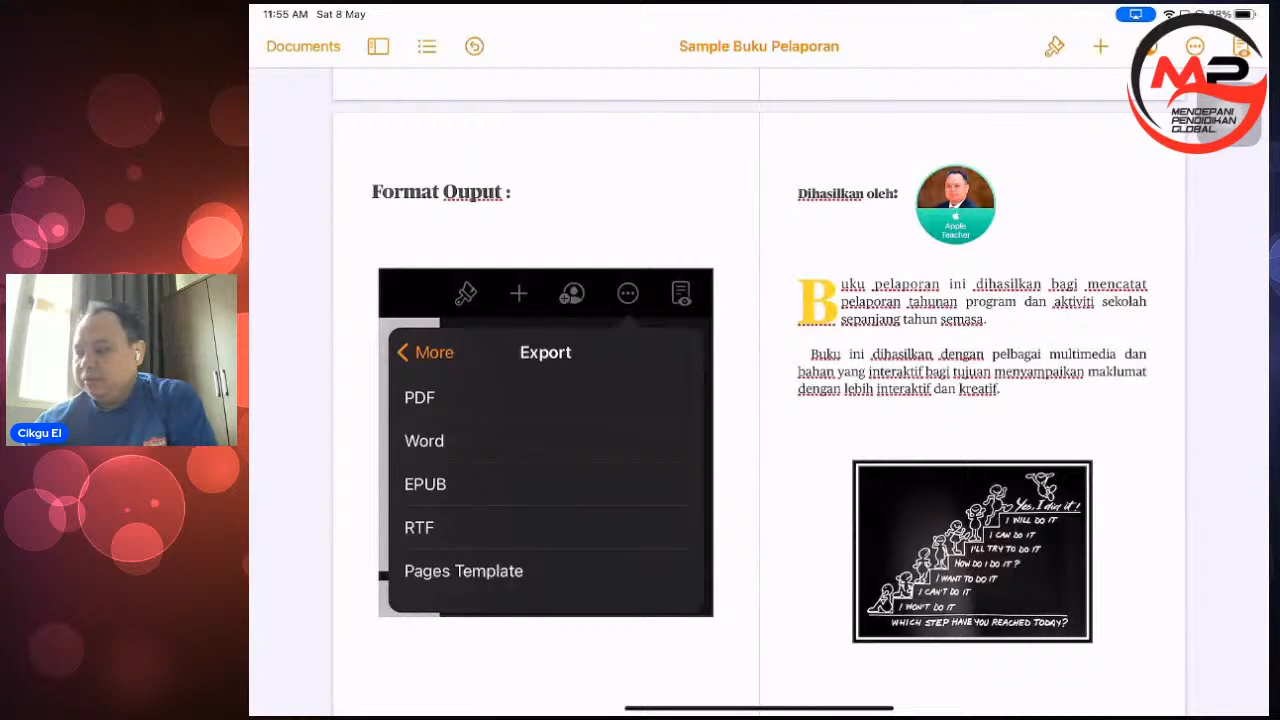 11:55 AM Sat 8 May
88%
Documents
Sample Buku Pelaporan
MP
MENDEPANI
PENDIDIKAN
GLOBAL
Format Ouput :
More
Export
PDF
Word
EPUB
RTF
Pages Template
Dihasilkan oleh:
Apple
Teacher
Buku pelaporan ini dihasilkan bagi mencatat
pelaporan tahunan program dan aktiviti sekolah
sepanjang tahun semasa.
Buku ini dihasilkan dengan pelbagai multimedia dan
bahan yang interaktif bagi tujuan menyampaikan maklumat
dengan lebih interaktif dan kreatif.
Yes, I did it!
I WILL DO IT
I CAN DO IT
I'LL TRY TO DO IT
HOW DO I DO IT?
I WANT TO DO IT
I CAN'T DO IT
I WON'T DO IT
WHICH STEP HAVE YOU REACHED TODAY?
Cikgu El